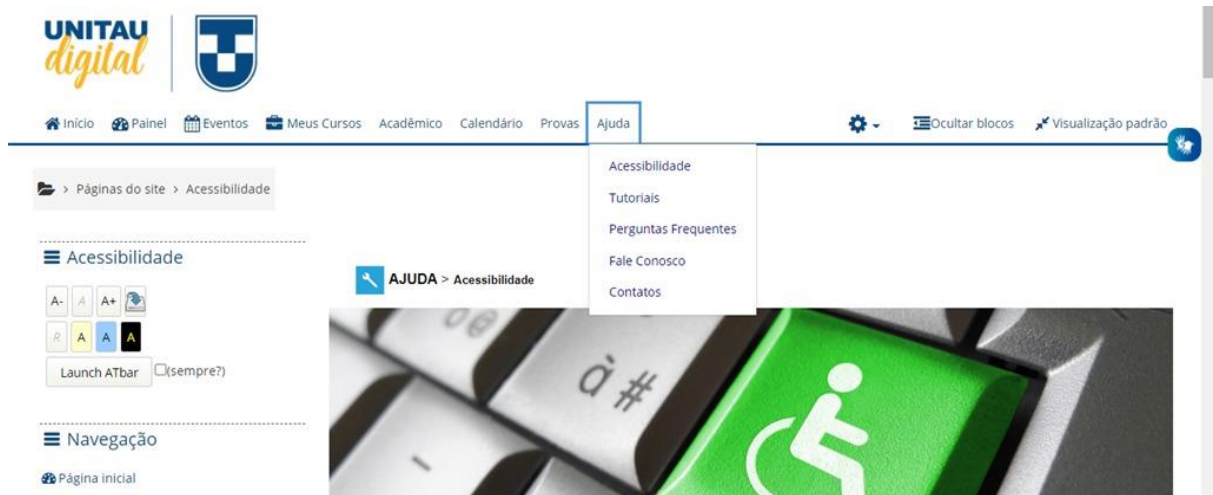 UNITAU
digital
Início Painel Eventos Meus Cursos Acadêmico Calendário Provas Ajuda Ocultar blocos Visualização padrão
Acessibilidade
Tutoriais
Perguntas Frequentes
Fale Conosco
Contatos
> Páginas do site > Acessibilidade
Acessibilidade
A- A A+
R A A A
Launch ATbar (sempre?)
Navegação
Página inicial
AJUDA > Acessibilidade
@
à #
-